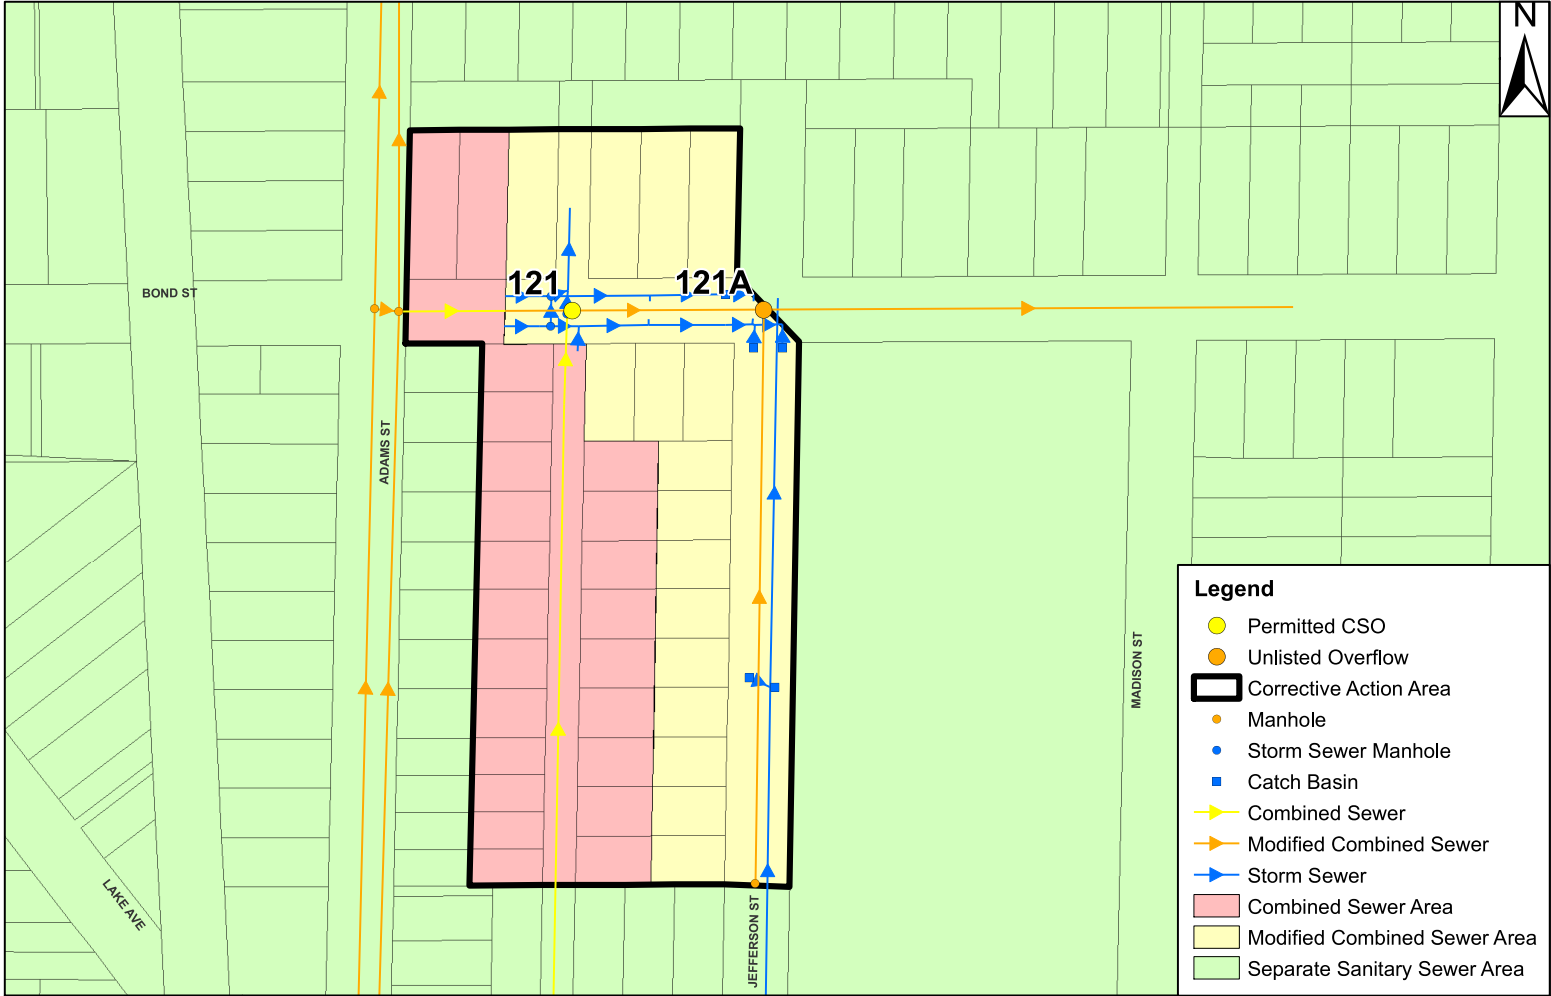 N
121
121A
BOND ST
ADAMS ST
MADISON ST
LAKE AVE
JEFFERSON ST
Legend
Permitted CSO
Unlisted Overflow
Corrective Action Area
Manhole
Storm Sewer Manhole
Catch Basin
Combined Sewer
Modified Combined Sewer
Storm Sewer
Combined Sewer Area
Modified Combined Sewer Area
Separate Sanitary Sewer Area